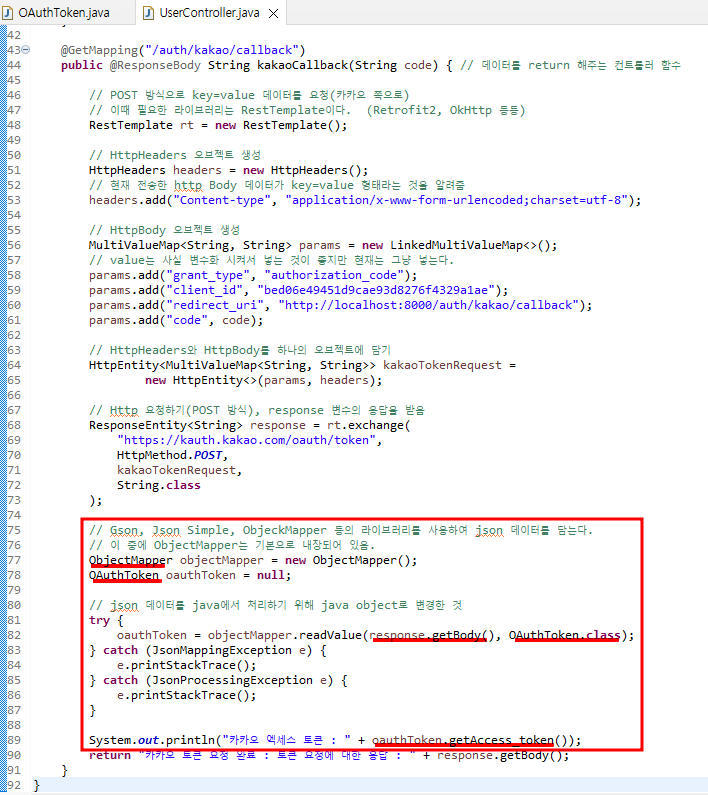 OAuthToken.java
UserController.java
42
43 @GetMapping("/auth/kakao/callback")
44 public @ResponseBody String kakaoCallback(String code) { // 데이터를 return 해주는 컨트롤러 함수
45
46 // POST 방식으로 key=value 데이터를 요청(카카오 쪽으로)
47 // 이때 필요한 라이브러리는 RestTemplate이다.  (Retrofit2, OkHttp 등등)
48 RestTemplate rt = new RestTemplate();
49
50 // HttpHeaders 오브젝트 생성
51 HttpHeaders headers = new HttpHeaders();
52 // 현재 전송한 http Body 데이터가 key=value 형태라는 것을 알려줌
53 headers.add("Content-type", "application/x-www-form-urlencoded;charset=utf-8");
54
55 // HttpBody 오브젝트 생성
56 MultiValueMap<String, String> params = new LinkedMultiValueMap<>();
57 // value는 사실 변수화 시켜서 넣는 것이 좋지만 현재는 그냥 넣는다.
58 params.add("grant_type", "authorization_code");
59 params.add("client_id", "bed06e49451d9cae93d8276f4329a1ae");
60 params.add("redirect_uri", "http://localhost:8000/auth/kakao/callback");
61 params.add("code", code);
62
63 // HttpHeaders와 HttpBody를 하나의 오브젝트에 담기
64 HttpEntity<MultiValueMap<String, String>> kakaoTokenRequest =
65 new HttpEntity<>(params, headers);
66
67 // Http 요청하기(POST 방식), response 변수의 응답을 받음
68 ResponseEntity<String> response = rt.exchange(
69 "https://kauth.kakao.com/oauth/token",
70 HttpMethod.POST,
71 kakaoTokenRequest,
72 String.class
73 );
74
75 // Gson, Json Simple, ObjeckMapper 등의 라이브러리를 사용하여 json 데이터를 담는다.
76 // 이 중에 ObjectMapper는 기본으로 내장되어 있음.
77 ObjectMapper objectMapper = new ObjectMapper();
78 OAuthToken oauthToken = null;
79
80 // json 데이터를 java에서 처리하기 위해 java object로 변경한 것
81 try {
82 oauthToken = objectMapper.readValue(response.getBody(), OAuthToken.class);
83 } catch (JsonMappingException e) {
84 e.printStackTrace();
85 } catch (JsonProcessingException e) {
86 e.printStackTrace();
87 }
88
89 System.out.println("카카오 엑세스 토큰 : " + oauthToken.getAccess_token());
90 return "카카오 토큰 요청 완료 : 토큰 요청에 대한 응답 : " + response.getBody();
91 }
92 }